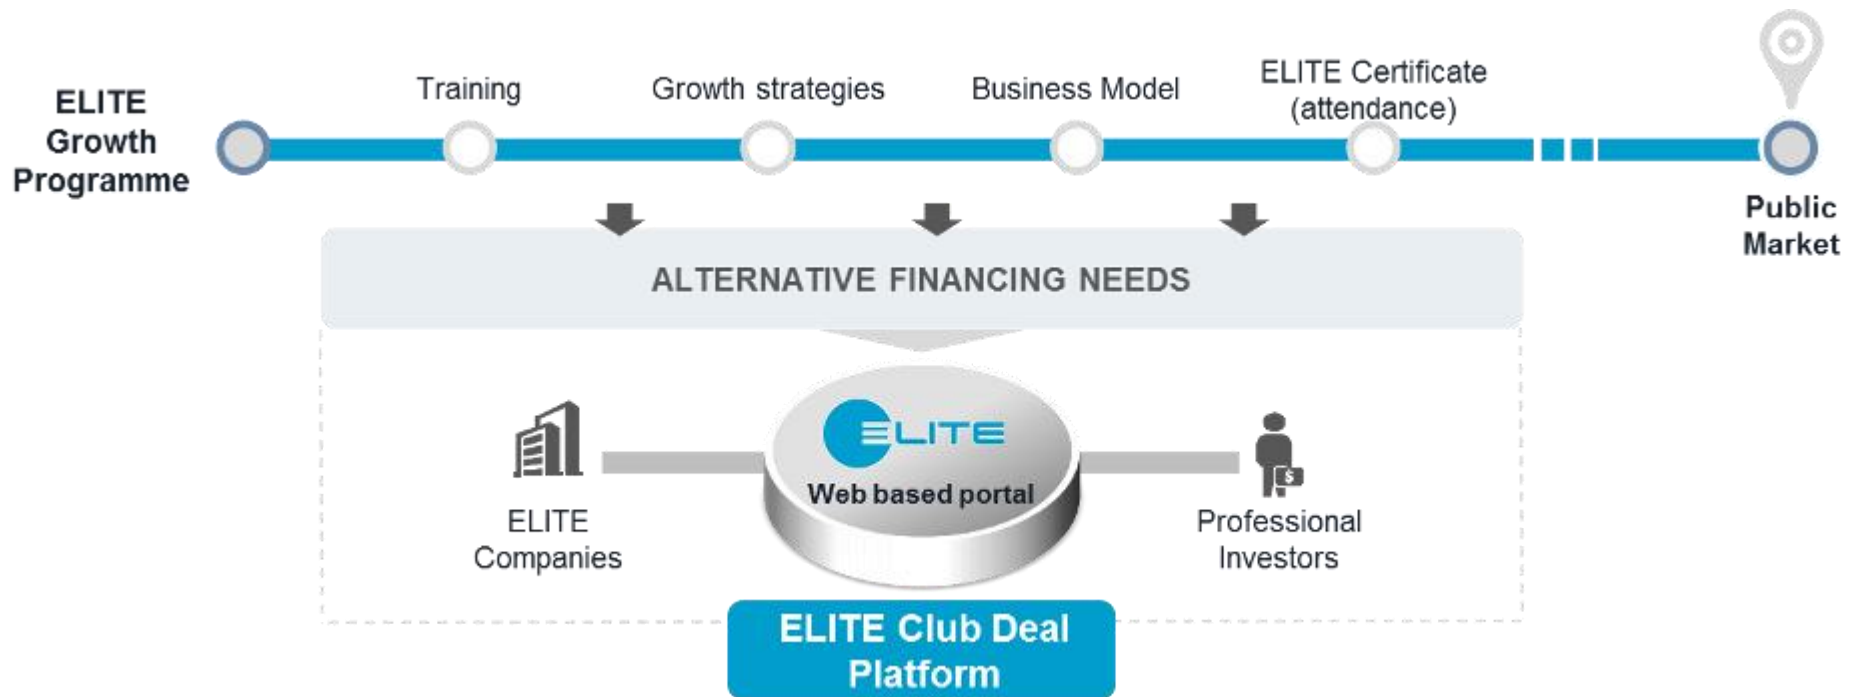 ELITE
Growth
Programme
Training
Growth strategies
Business Model
ELITE Certificate
(attendance)
Public
Market
ALTERNATIVE FINANCING NEEDS
ELITE
Web based portal
ELITE
Companies
$
Professional
Investors
ELITE Club Deal
Platform